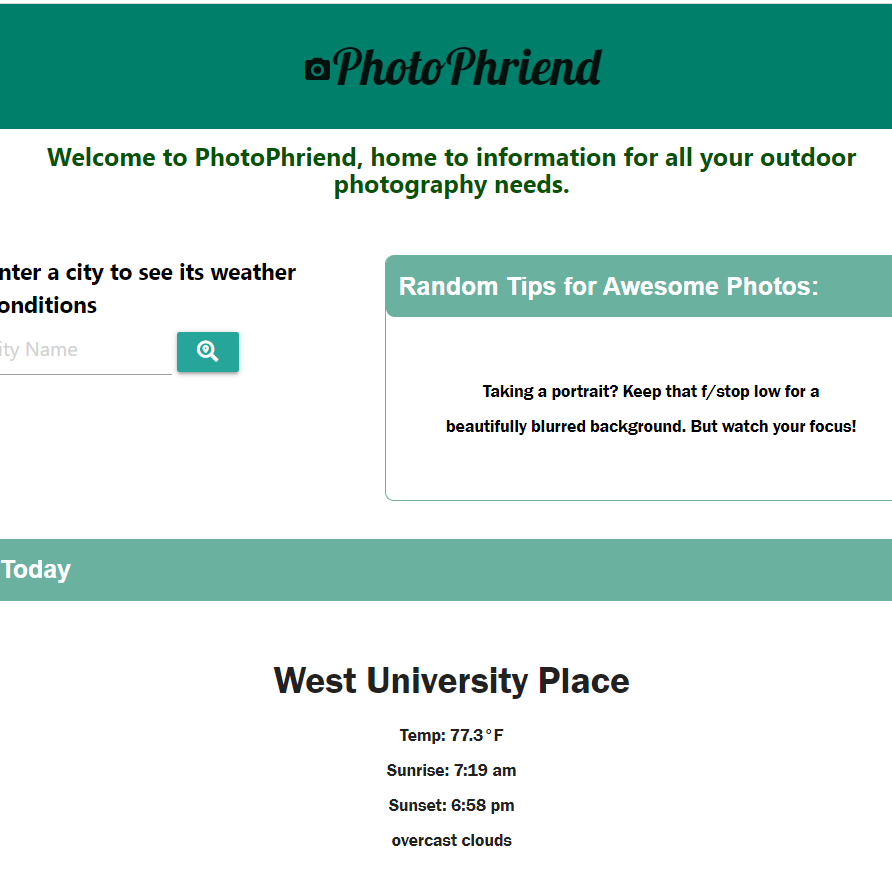 PhotoPhriend
Welcome to PhotoPhriend, home to information for all your outdoor
photography needs.
nter a city to see its weather
onditions
ity Name
Random Tips for Awesome Photos:
Taking a portrait? Keep that f/stop low for a
beautifully blurred background. But watch your focus!
Today
West University Place
Temp: 77.3°F
Sunrise: 7:19 am
Sunset: 6:58 pm
overcast clouds